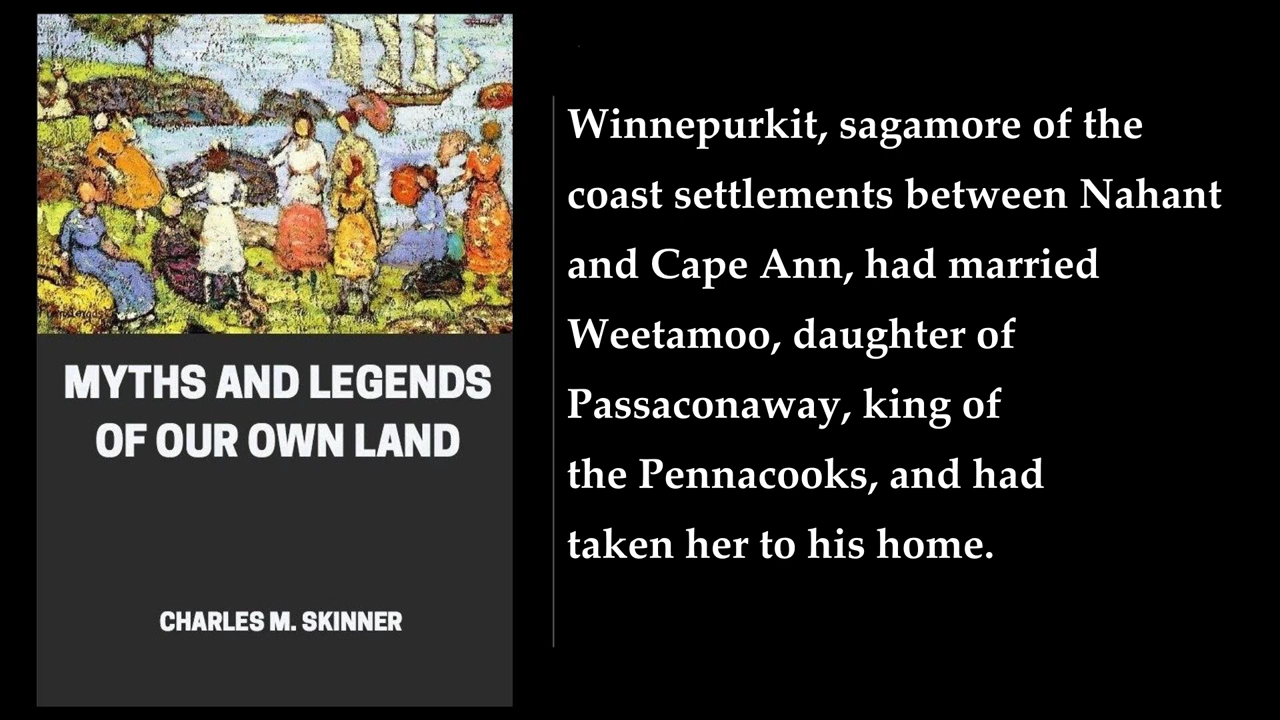 MYTHS AND LEGENDS
OF OUR OWN LAND
CHARLES M. SKINNER
Winnepurkit, sagamore of the
coast settlements between Nahant
and Cape Ann, had married
Weetamoo, daughter of
Passaconaway, king of
the Pennacooks, and had
taken her to his home.